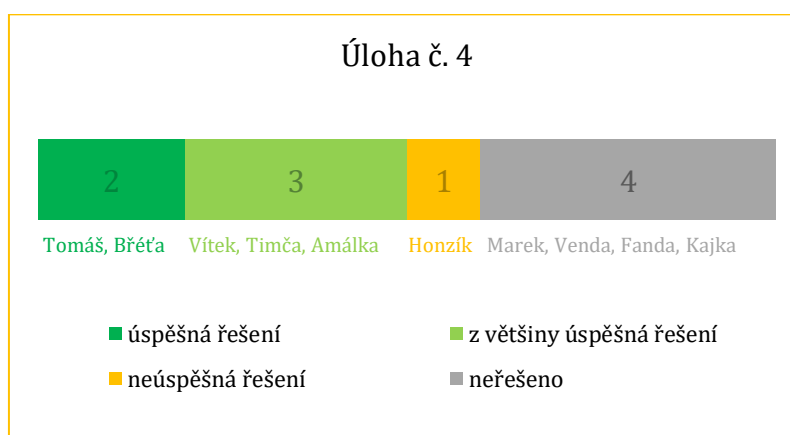 Úloha č. 4
2 3 1 4
Tomáš, Břéťa Vítek, Timča, Amálka Honzík Marek, Venda, Fanda, Kajka
úspěšná řešení z většiny úspěšná řešení
neúspěšná řešení neřešeno